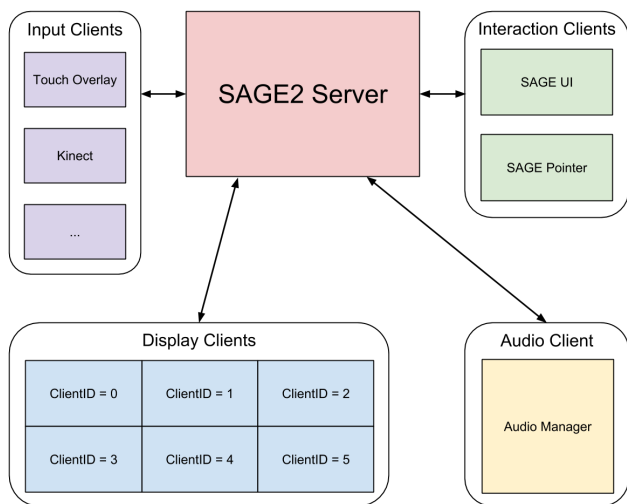 Input Clients
Touch Overlay
Kinect
...
SAGE2 Server
Interaction Clients
SAGE UI
SAGE Pointer
Display Clients
ClientID = 0
ClientID = 1
ClientID = 2
ClientID = 3
ClientID = 4
ClientID = 5
Audio Client
Audio Manager